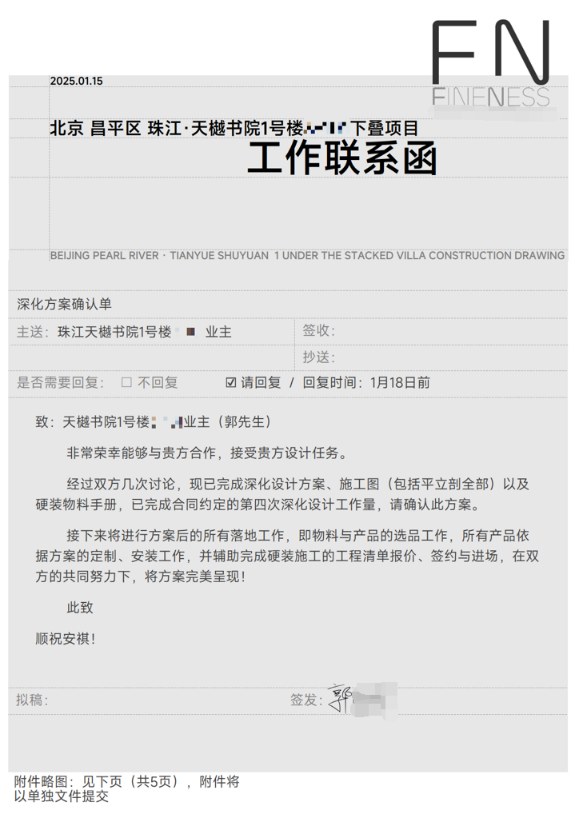 FN
FINENESS
2025.01.15
北京 昌平区 珠江·天樾书院1号楼 下叠项目
工作联系函
BEIJING PEARL RIVER · TIANYUE SHUYUAN 1 UNDER THE STACKED VILLA CONSTRUCTION DRAWING
深化方案确认单
主送：珠江天樾书院1号楼 业主
签收：
抄送：
是否需要回复：☐ 不回复 ☑ 请回复 / 回复时间：1月18日前
致：天樾书院1号楼 业主（郭先生）
非常荣幸能够与贵方合作，接受贵方设计任务。
经过双方几次讨论，现已完成深化设计方案、施工图（包括平立剖全部）以及
硬装物料手册，已完成合同约定的第四次深化设计工作量，请确认此方案。
接下来将进行方案后的所有落地工作，即物料与产品的选品工作，所有产品依
据方案的定制、安装工作，并辅助完成硬装施工的工程清单报价、签约与进场，在双
方的共同努力下，将方案完美呈现！
此致
顺祝安祺！
拟稿：
签发：郭
附件略图：见下页（共5页），附件将
以单独文件提交